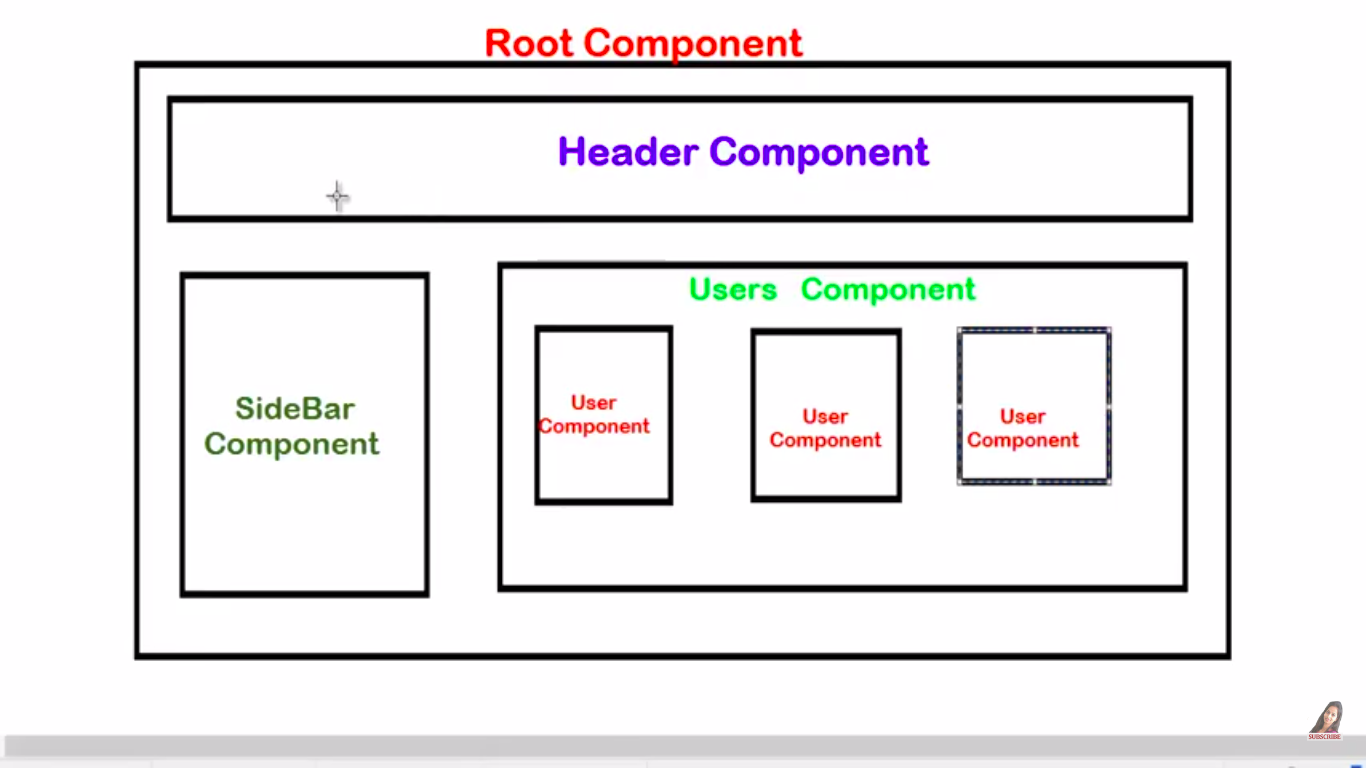 Root Component
Header Component
Users Component
SideBar
Component
User
Component
User
Component
User
Component
SUBSCRIBE